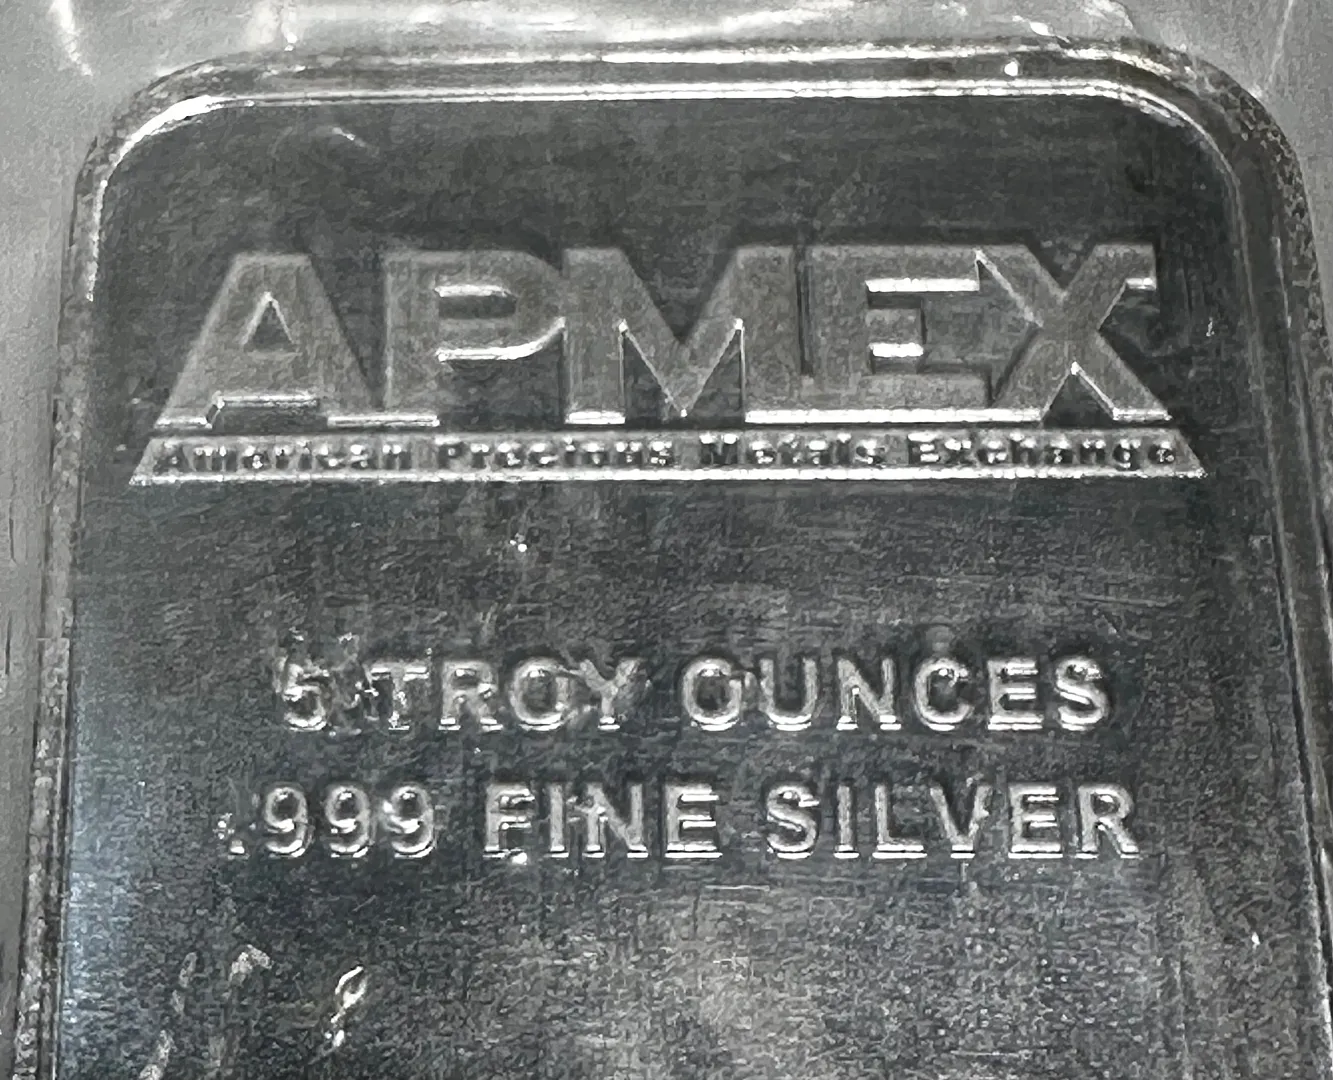 APMEX
American Precious Metals Exchange
5 TROY OUNCES
.999 FINE SILVER